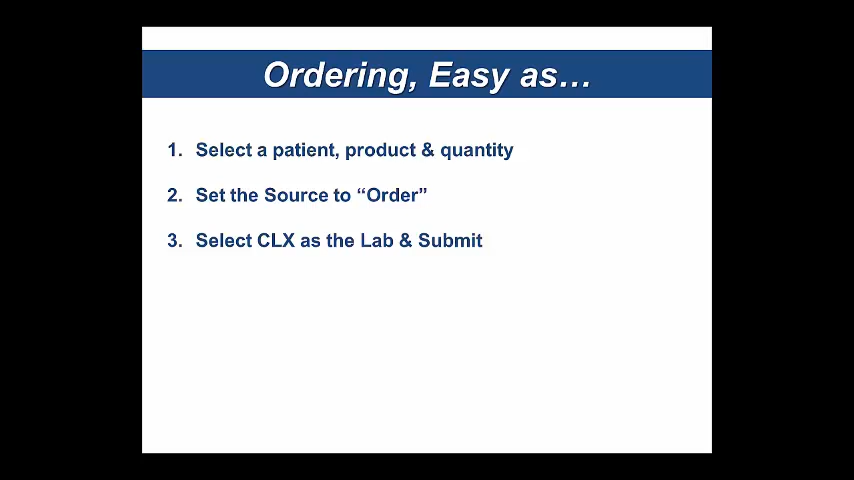 Ordering, Easy as…
1. Select a patient, product & quantity
2. Set the Source to “Order”
3. Select CLX as the Lab & Submit